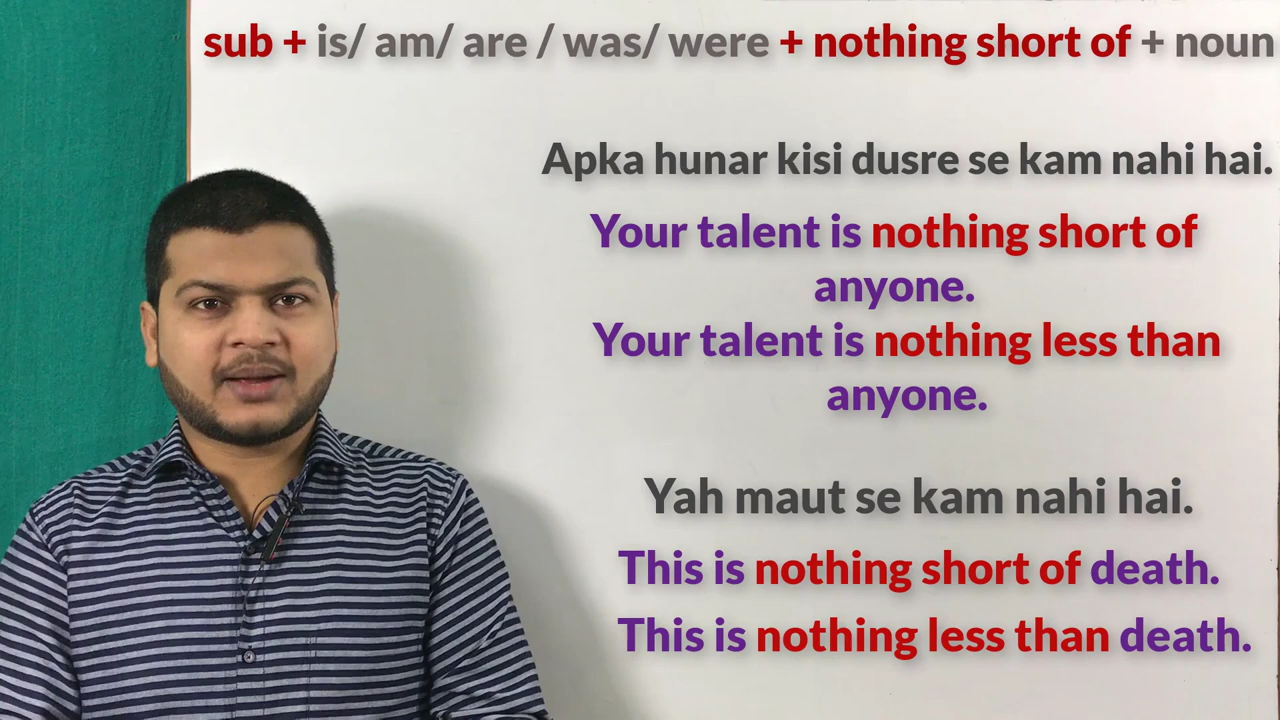 sub + is/ am/ are / was/ were + nothing short of + noun
Apka hunar kisi dusre se kam nahi hai.
Your talent is nothing short of
anyone.
Your talent is nothing less than
anyone.
Yah maut se kam nahi hai.
This is nothing short of death.
This is nothing less than death.